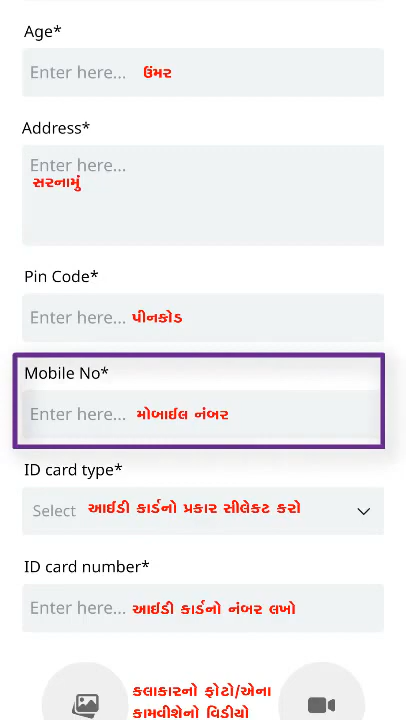 Age*
Enter here... ઉંમર
Address*
Enter here...
સરનામું
Pin Code*
Enter here... પીનકોડ
Mobile No*
Enter here... મોબાઈલ નંબર
ID card type*
Select આઈડી કાર્ડનો પ્રકાર સીલેકટ કરો
ID card number*
Enter here... આઈડી કાર્ડનો નંબર લખો
કલાકારનો ફોટો/એના
કામવીશેનો વિડીયો